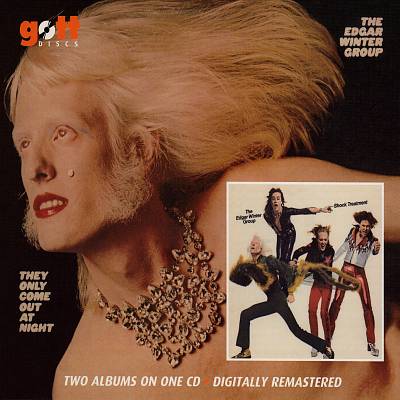 gott
DISCS
THE
EDGAR
WINTER
GROUP
The
Edgar Winter
Group
Shock Treatment
THEY
ONLY
COME
OUT
AT
NIGHT
TWO ALBUMS ON ONE CD • DIGITALLY REMASTERED